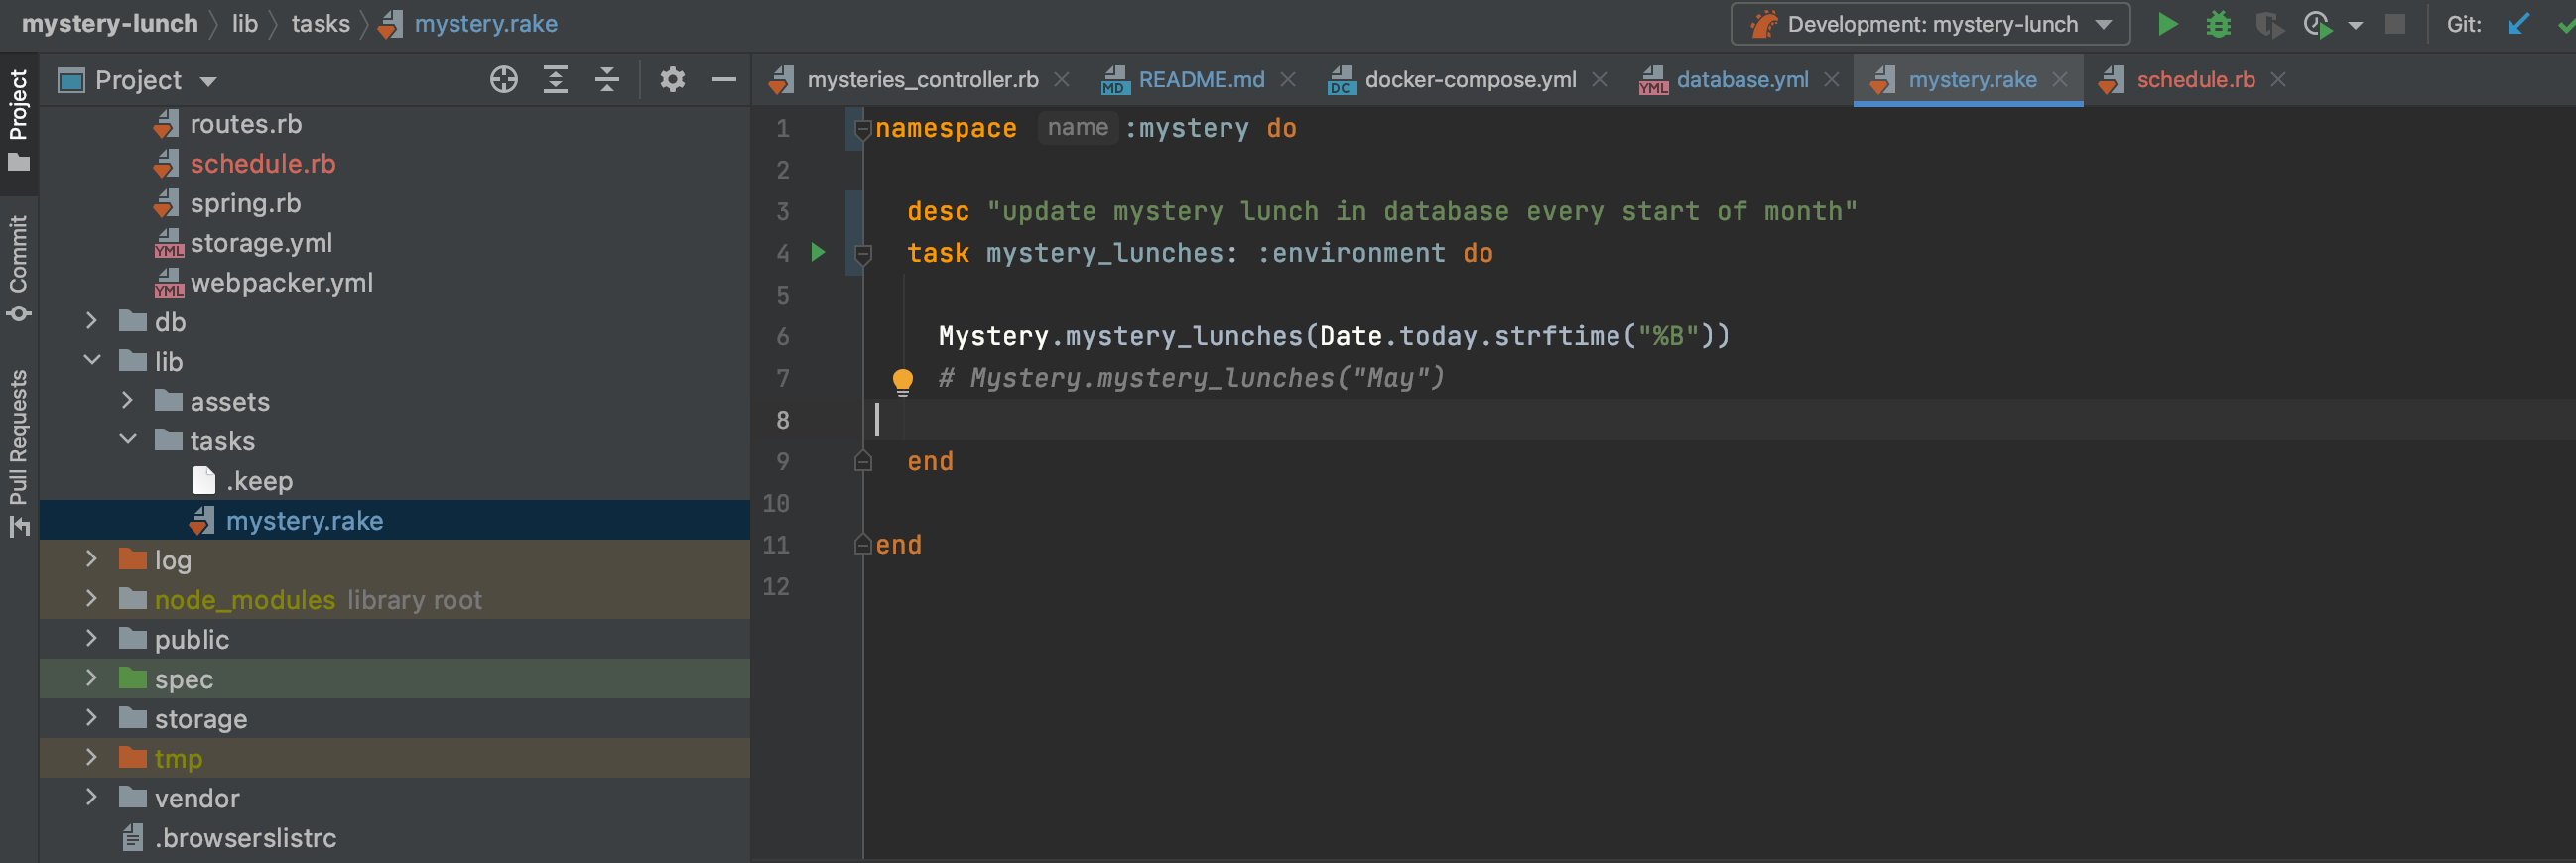 mystery-lunch lib tasks mystery.rake Development: mystery-lunch Git:
Project
Commit
Pull Requests
Project
routes.rb
schedule.rb
spring.rb
YML storage.yml
YML webpacker.yml
db
lib
assets
tasks
.keep
mystery.rake
log
node_modules library root
public
spec
storage
tmp
vendor
.browserslistrc
mysteries_controller.rb MD README.md DC docker-compose.yml YML database.yml mystery.rake schedule.rb
1 namespace name :mystery do
2
3 desc "update mystery lunch in database every start of month"
4 task mystery_lunches: :environment do
5
6 Mystery.mystery_lunches(Date.today.strftime("%B"))
7 # Mystery.mystery_lunches("May")
8
9 end
10
11 end
12